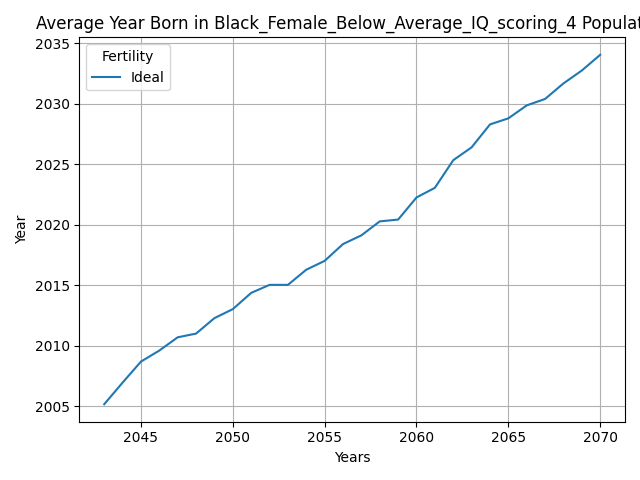 Average Year Born in Black_Female_Below_Average_IQ_scoring_4 Populat
Fertility
Ideal
2035
2030
2025
2020
2015
2010
2005
Year
2045
2050
2055
2060
2065
2070
Years